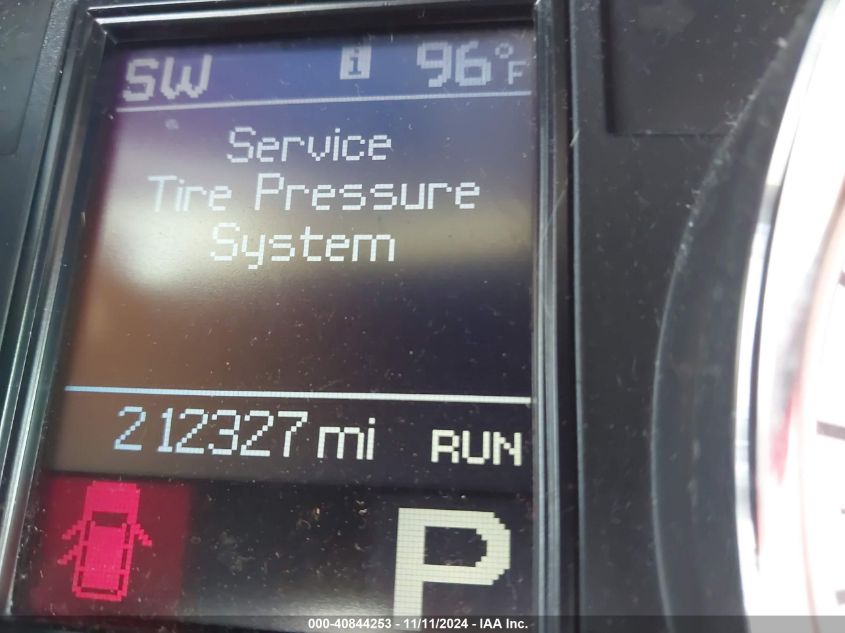 SW i 96°F
Service
Tire Pressure
System
212327 mi RUN
P
000-40844253 - 11/11/2024 - IAA Inc.